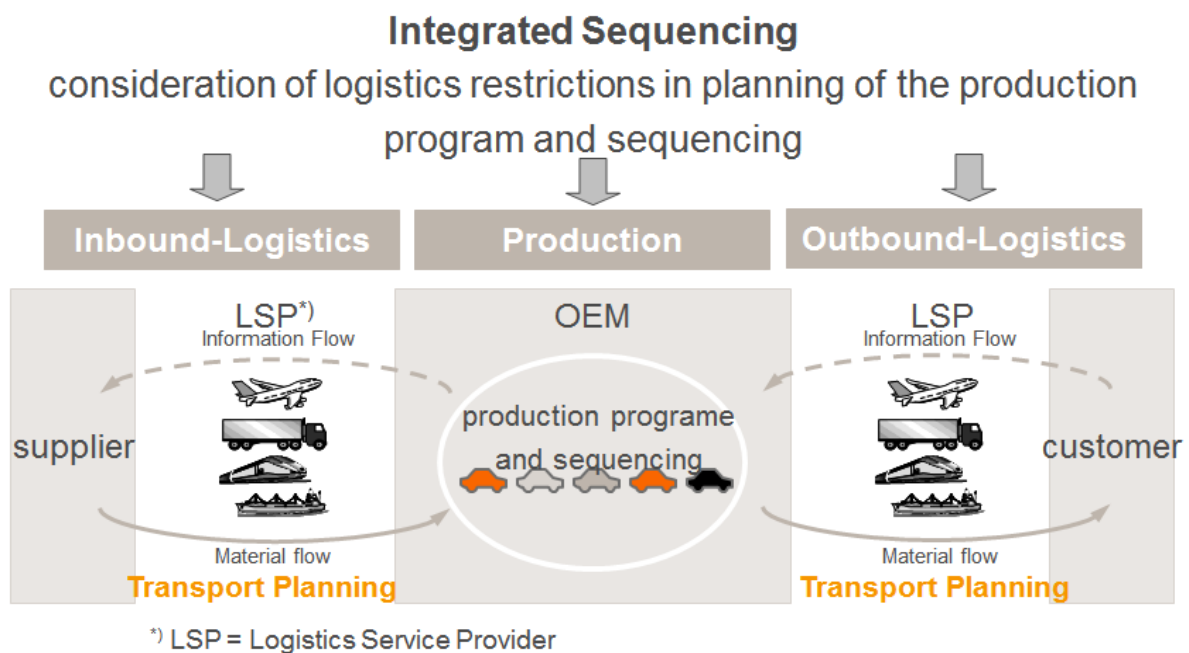 Integrated Sequencing
consideration of logistics restrictions in planning of the production
program and sequencing
Inbound-Logistics
Production
Outbound-Logistics
LSP*)
Information Flow
OEM
LSP
Information Flow
supplier
production programe
and sequencing
customer
Material flow
Transport Planning
Material flow
Transport Planning
*) LSP = Logistics Service Provider